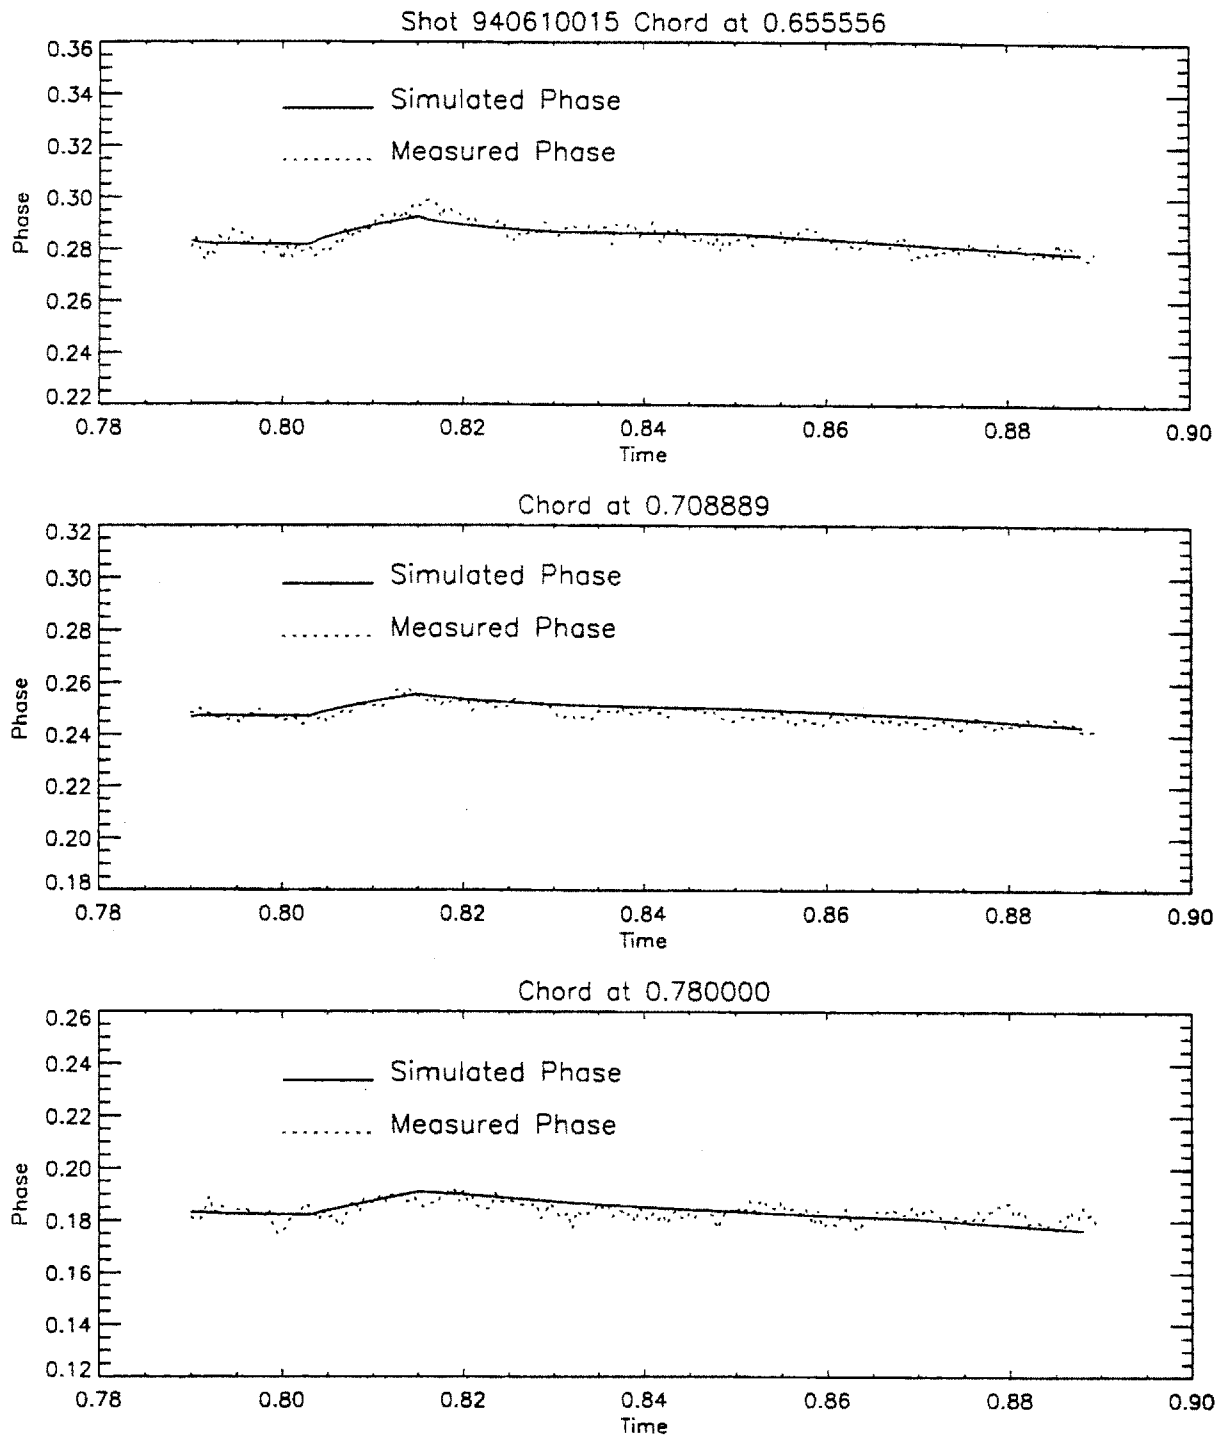 Shot 940610015 Chord at 0.655556
0.36
0.34
0.32
0.30
0.28
0.26
0.24
0.22
Phase
Simulated Phase
Measured Phase
0.78 0.80 0.82 0.84 0.86 0.88 0.90
Time
Chord at 0.708889
0.32
0.30
0.28
0.26
0.24
0.22
0.20
0.18
Phase
Simulated Phase
Measured Phase
0.78 0.80 0.82 0.84 0.86 0.88 0.90
Time
Chord at 0.780000
0.26
0.24
0.22
0.20
0.18
0.16
0.14
0.12
Phase
Simulated Phase
Measured Phase
0.78 0.80 0.82 0.84 0.86 0.88 0.90
Time